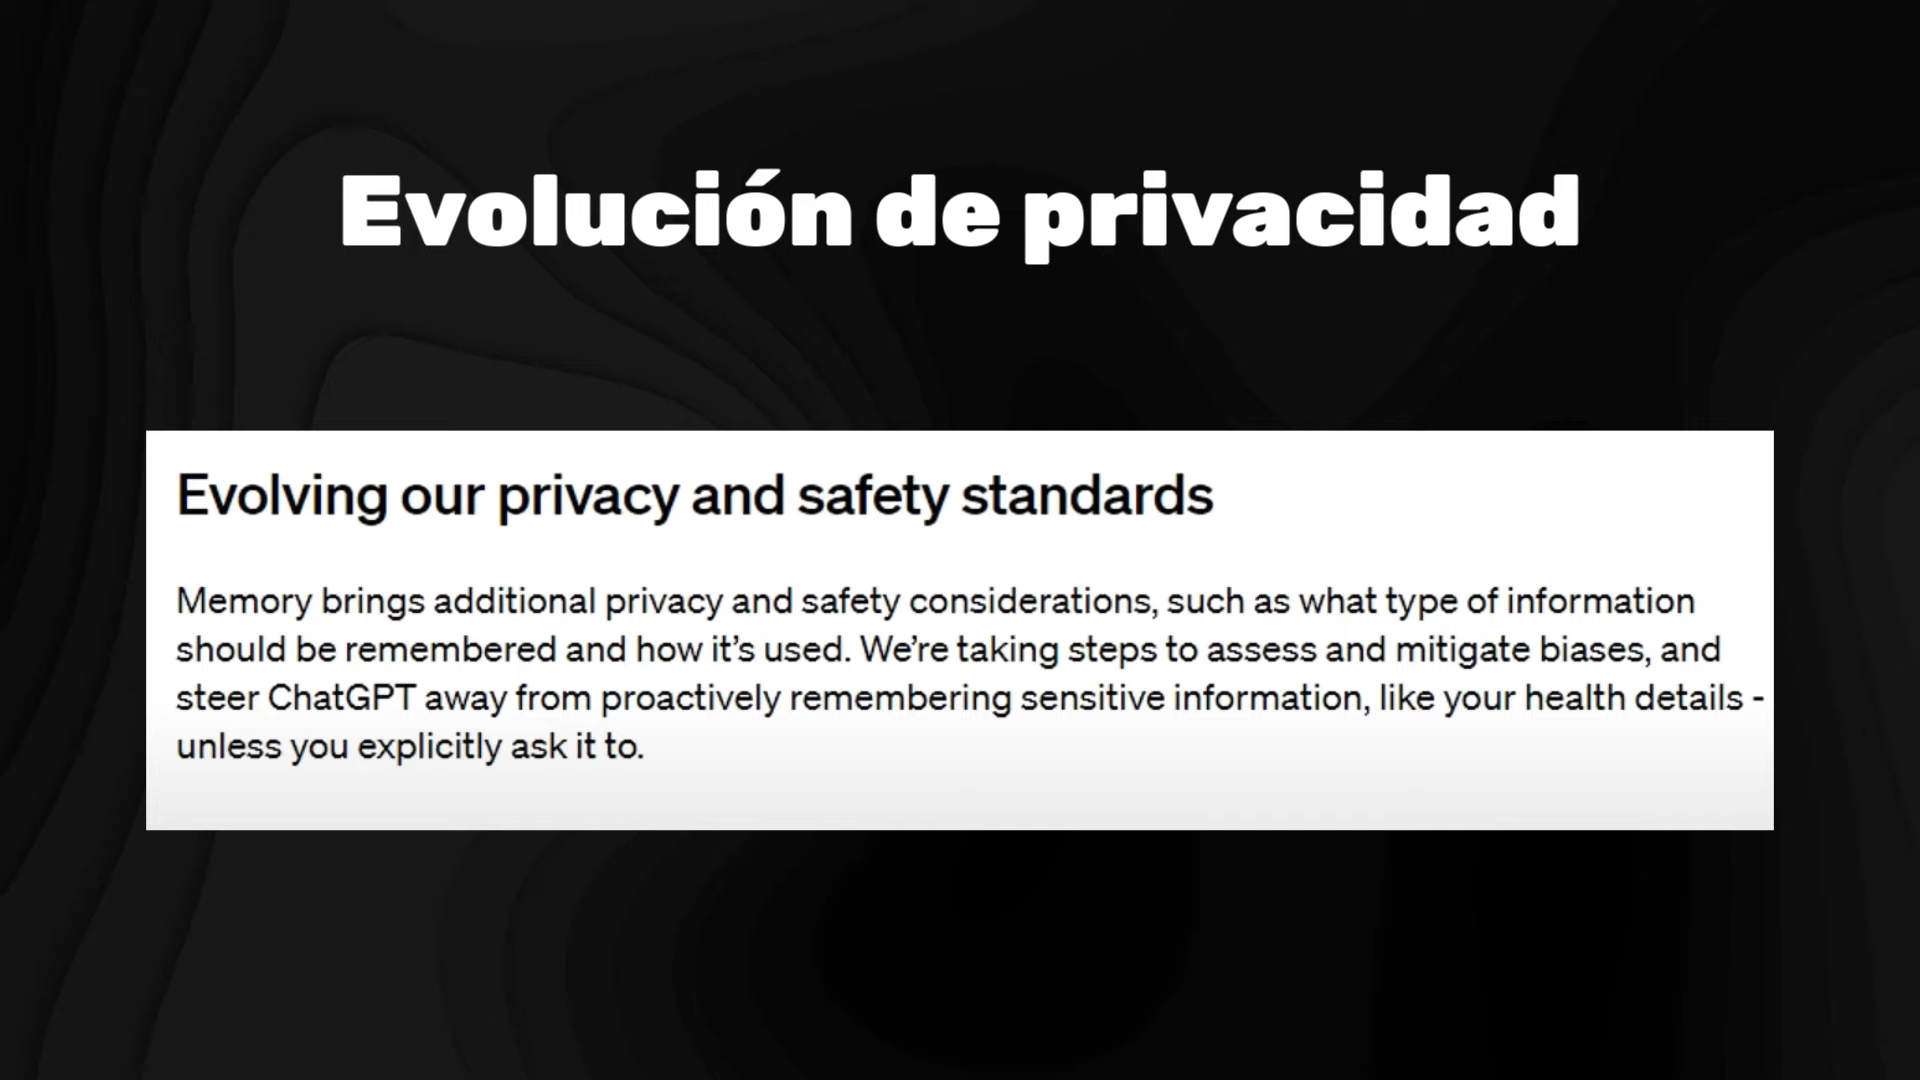 Evolución de privacidad
Evolving our privacy and safety standards
Memory brings additional privacy and safety considerations, such as what type of information
should be remembered and how it’s used. We’re taking steps to assess and mitigate biases, and
steer ChatGPT away from proactively remembering sensitive information, like your health details -
unless you explicitly ask it to.